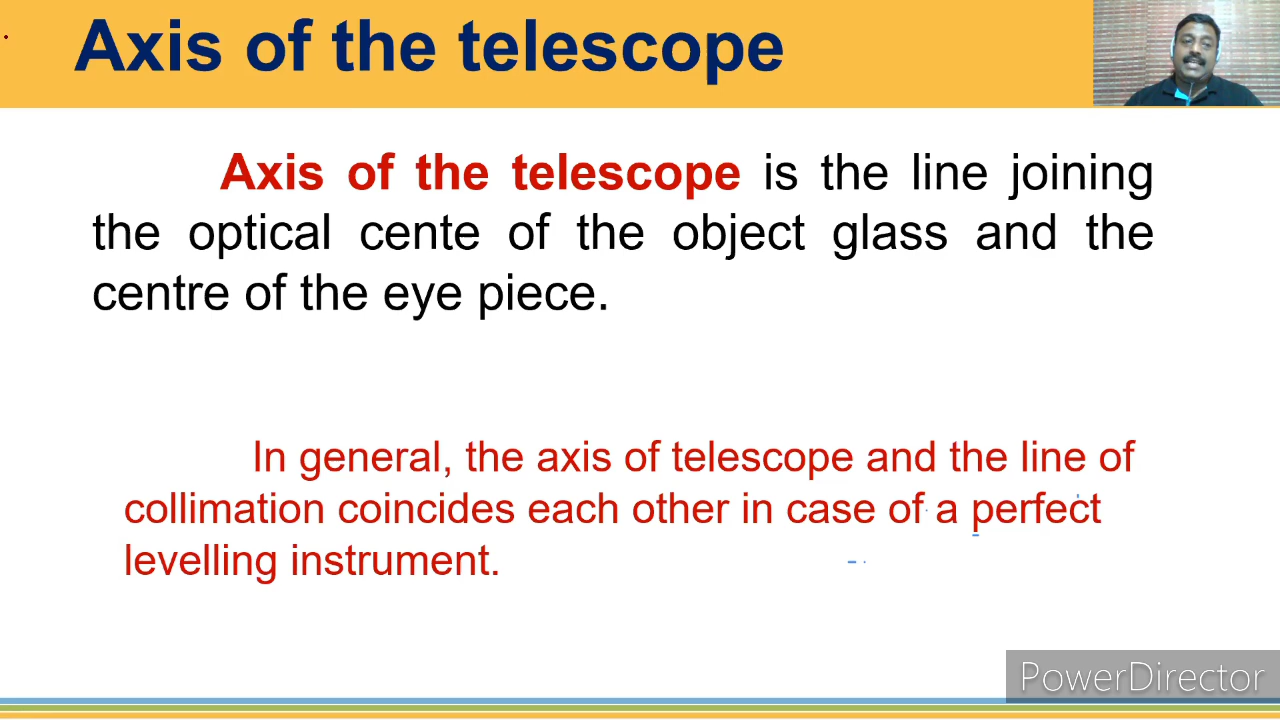 Axis of the telescope
Axis of the telescope is the line joining
the optical cente of the object glass and the
centre of the eye piece.
In general, the axis of telescope and the line of
collimation coincides each other in case of a perfect
levelling instrument.
PowerDirector